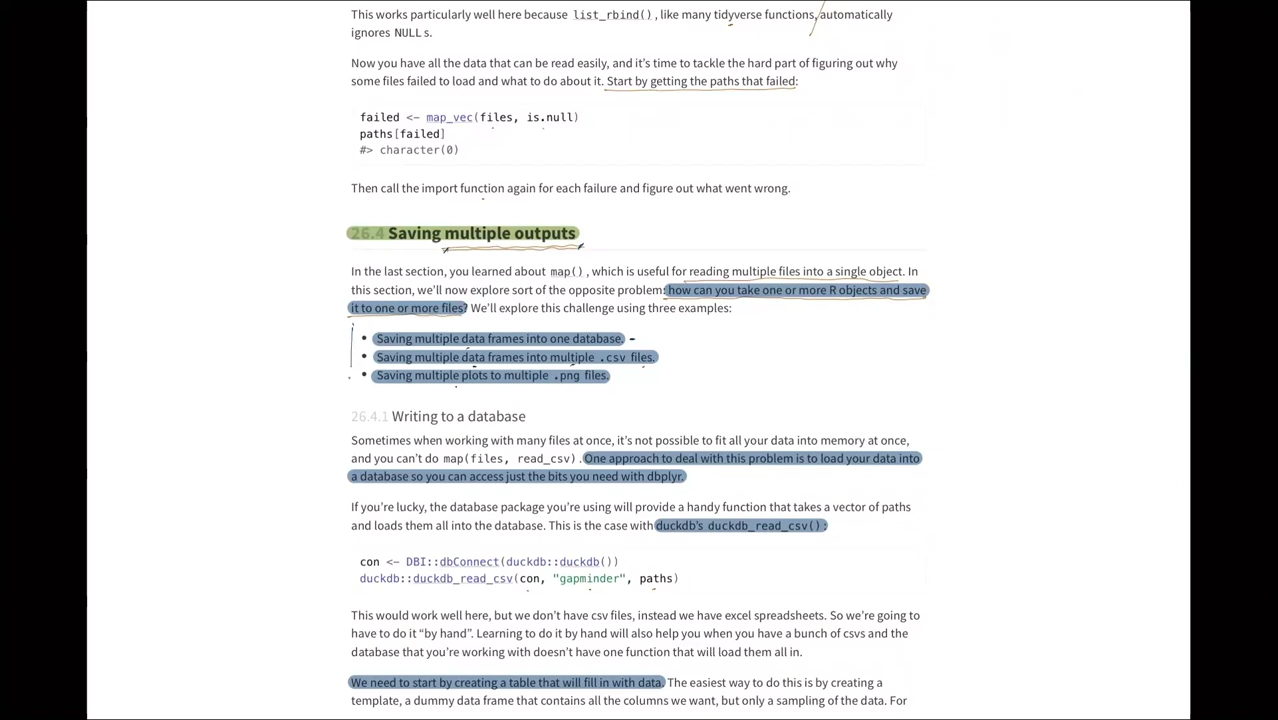 This works particularly well here because list_rbind(), like many tidyverse functions, automatically
ignores NULLs.
Now you have all the data that can be read easily, and it's time to tackle the hard part of figuring out why
some files failed to load and what to do about it. Start by getting the paths that failed:
failed <- map_vec(files, is.null)
paths[failed]
#> character(0)
Then call the import function again for each failure and figure out what went wrong.
26.4 Saving multiple outputs
In the last section, you learned about map(), which is useful for reading multiple files into a single object. In
this section, we'll now explore sort of the opposite problem: how can you take one or more R objects and save
it to one or more files? We'll explore this challenge using three examples:
• Saving multiple data frames into one database.
• Saving multiple data frames into multiple .csv files.
• Saving multiple plots to multiple .png files.
26.4.1 Writing to a database
Sometimes when working with many files at once, it's not possible to fit all your data into memory at once,
and you can't do map(files, read_csv). One approach to deal with this problem is to load your data into
a database so you can access just the bits you need with dbplyr.
If you're lucky, the database package you're using will provide a handy function that takes a vector of paths
and loads them all into the database. This is the case with duckdb's duckdb_read_csv():
con <- DBI::dbConnect(duckdb::duckdb())
duckdb::duckdb_read_csv(con, "gapminder", paths)
This would work well here, but we don't have csv files, instead we have excel spreadsheets. So we're going to
have to do it "by hand". Learning to do it by hand will also help you when you have a bunch of csvs and the
database that you're working with doesn't have one function that will load them all in.
We need to start by creating a table that will fill in with data. The easiest way to do this is by creating a
template, a dummy data frame that contains all the columns we want, but only a sampling of the data. For